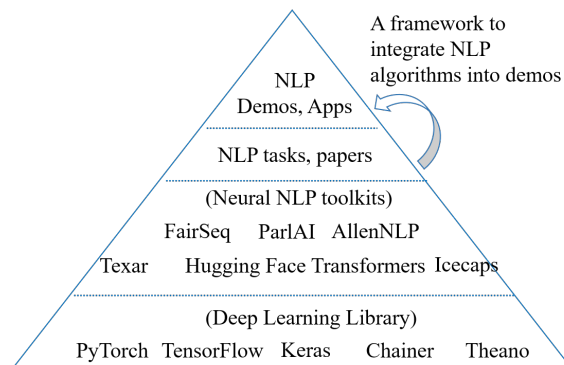 A framework to
integrate NLP
algorithms into demos
NLP
Demos, Apps
NLP tasks, papers
(Neural NLP toolkits)
FairSeq ParlAI AllenNLP
Texar Hugging Face Transformers Icecaps
(Deep Learning Library)
PyTorch TensorFlow Keras Chainer Theano